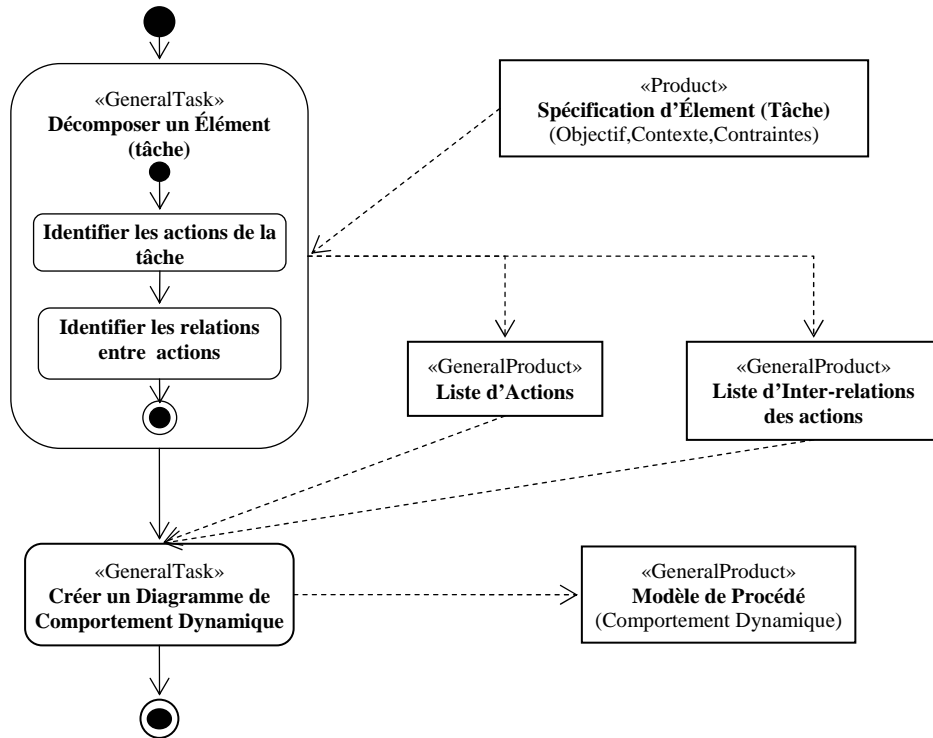 «GeneralTask»
Décomposer un Élément
(tâche)
Identifier les actions de la
tâche
Identifier les relations
entre actions
«Product»
Spécification d’Élement (Tâche)
(Objectif,Contexte,Contraintes)
«GeneralProduct»
Liste d’Actions
«GeneralProduct»
Liste d’Inter-relations
des actions
«GeneralTask»
Créer un Diagramme de
Comportement Dynamique
«GeneralProduct»
Modèle de Procédé
(Comportement Dynamique)